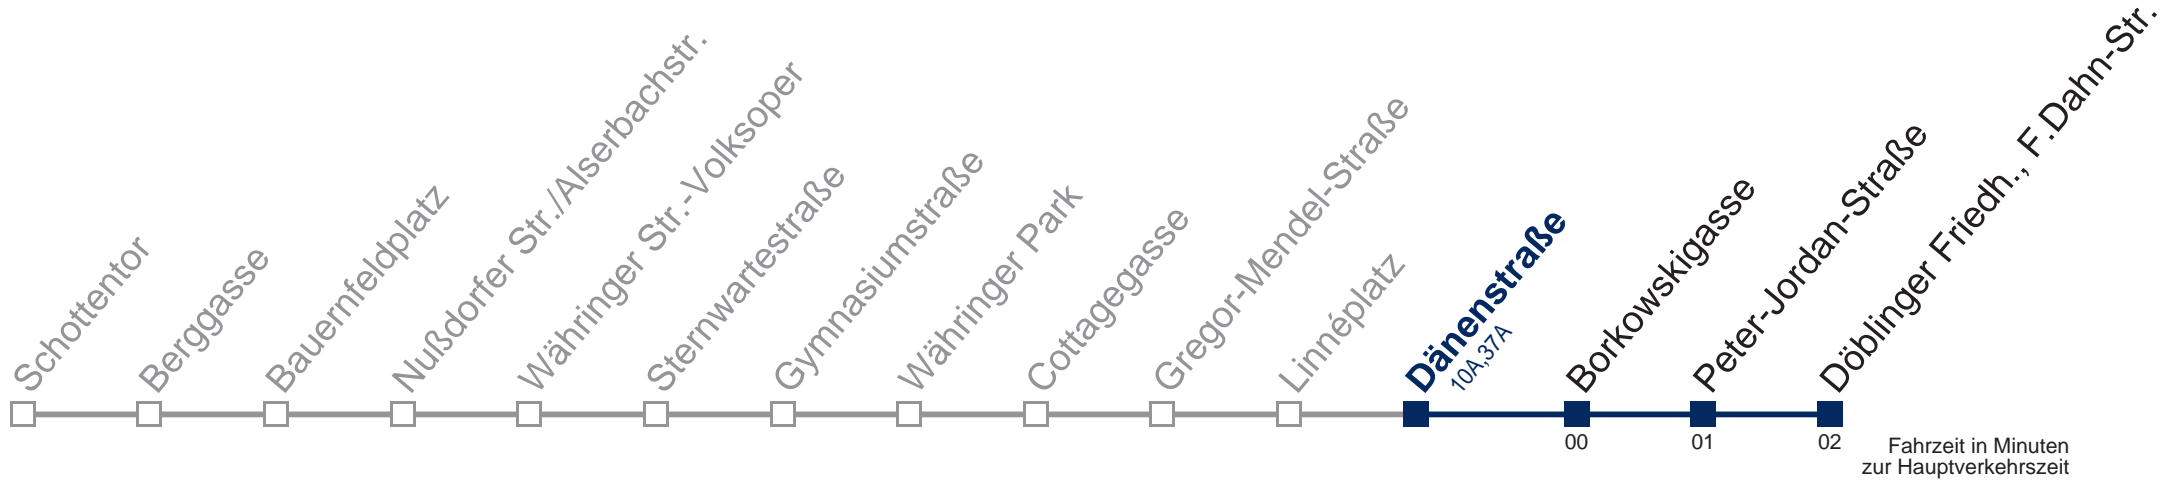 Schottentor
Berggasse
Bauernfeldplatz
Nußdorfer Str./Alserbachstr.
Währinger Str.-Volksoper
Sternwartestraße
Gymnasiumstraße
Währinger Park
Cottagegasse
Gregor-Mendel-Straße
Linnéplatz
Dänenstraße
10A,37A
Borkowskigasse
Peter-Jordan-Straße
Döblinger Friedh., F.Dahn-Str.
00
01
02
Fahrzeit in Minuten
zur Hauptverkehrszeit